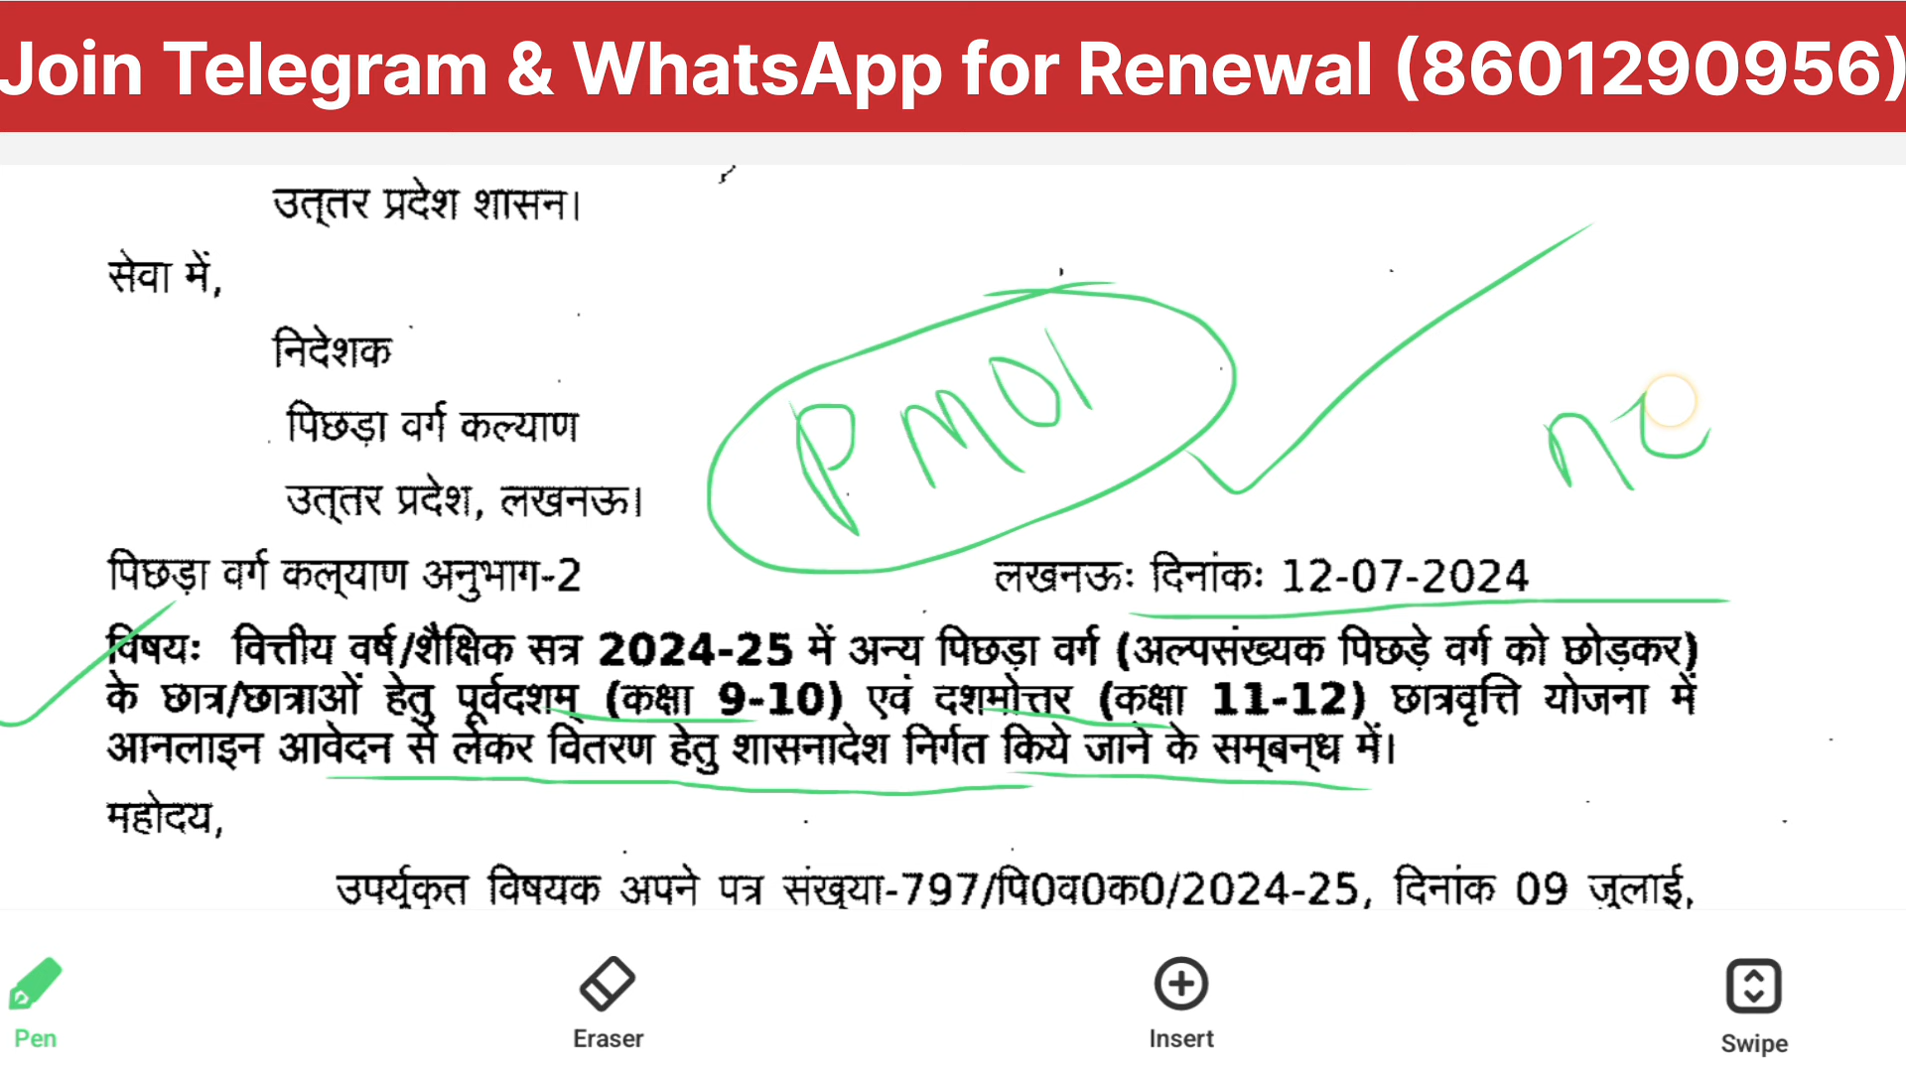 Join Telegram & WhatsApp for Renewal (8601290956)
उत्तर प्रदेश शासन।
सेवा में,
निदेशक
पिछड़ा वर्ग कल्याण
उत्तर प्रदेश, लखनऊ।
पिछड़ा वर्ग कल्याण अनुभाग-2 लखनऊः दिनांकः 12-07-2024
विषयः वित्तीय वर्ष/शैक्षिक सत्र 2024-25 में अन्य पिछड़ा वर्ग (अल्पसंख्यक पिछड़े वर्ग को छोड़कर)
के छात्र/छात्राओं हेतु पूर्वदशम् (कक्षा 9-10) एवं दशमोत्तर (कक्षा 11-12) छात्रवृत्ति योजना में
आनलाइन आवेदन से लेकर वितरण हेतु शासनादेश निर्गत किये जाने के सम्बन्ध में।
महोदय,
उपर्युक्त विषयक अपने पत्र संख्या-797/पि0व0क0/2024-25, दिनांक 09 जुलाई,
Pen Eraser Insert Swipe